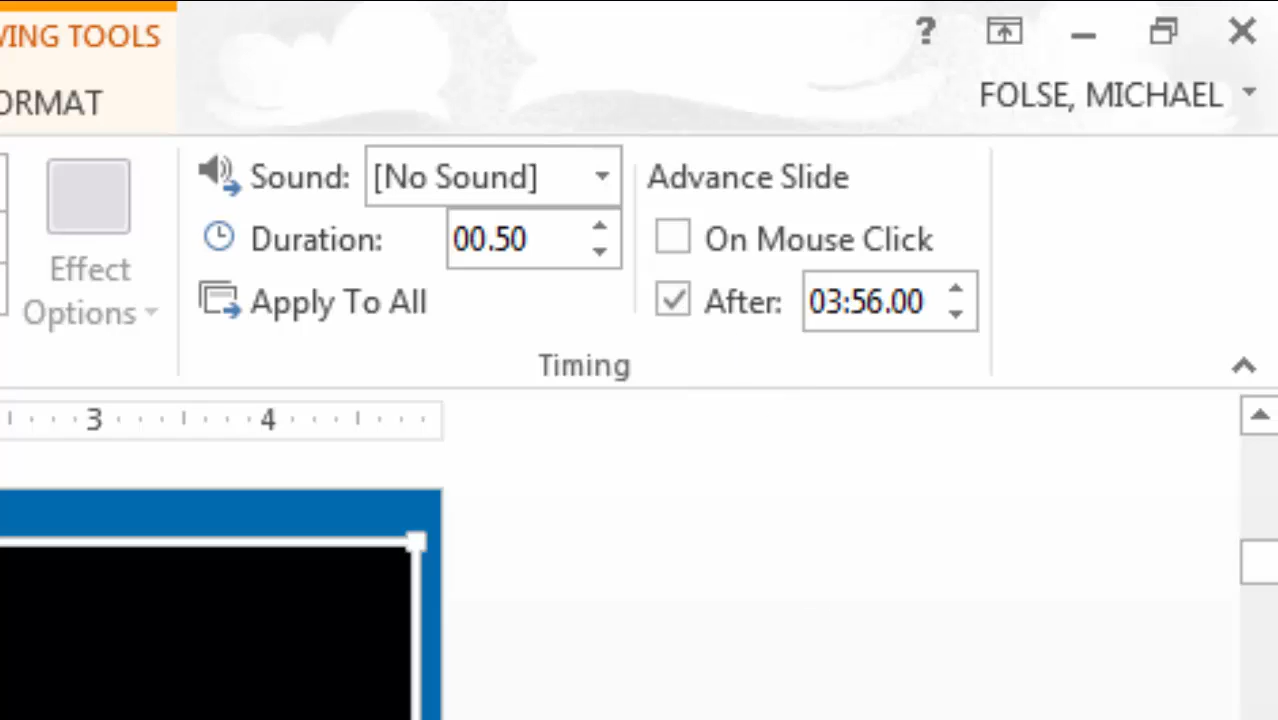 VING TOOLS
?
ORMAT
FOLSE, MICHAEL
Sound: [No Sound] Advance Slide
Duration: 00.50 On Mouse Click
Effect
Options
Apply To All After: 03:56.00
Timing
3 4